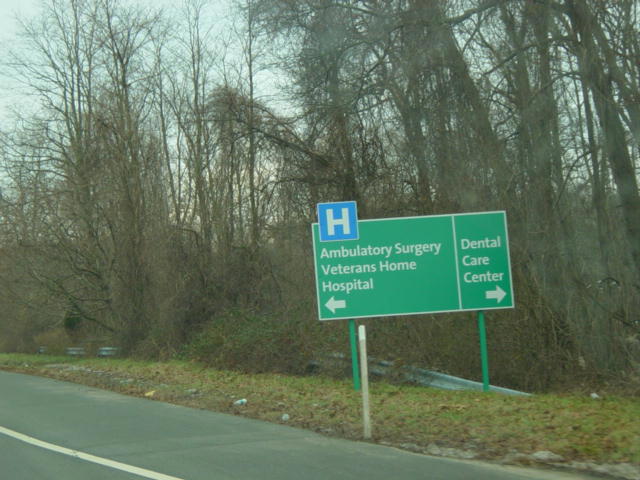 H
Ambulatory Surgery
Veterans Home
Hospital
Dental
Care
Center